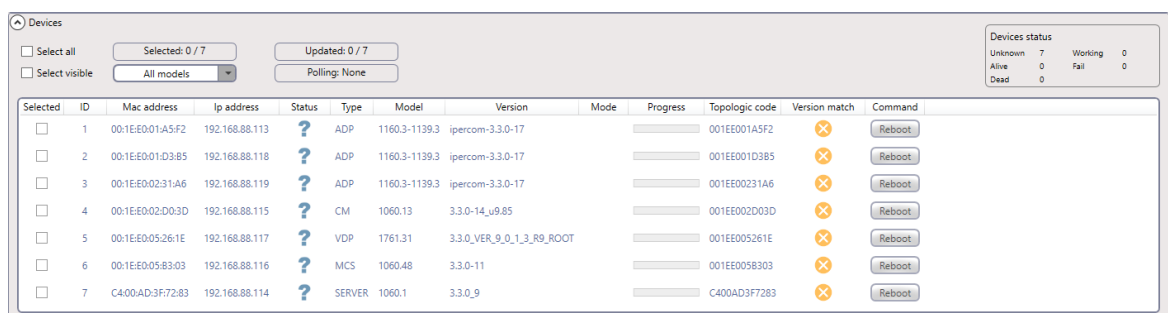 Devices
Select all
Selected: 0 / 7
Updated: 0 / 7
Select visible
All models
Polling: None
Devices status
Unknown 7 Working 0
Alive 0 Fail 0
Dead 0
Selected ID Mac address Ip address Status Type Model Version Mode Progress Topologic code Version match Command
1 00:1E:E0:01:A5:F2 192.168.88.113 ? ADP 1160.3-1139.3 ipercom-3.3.0-17 001EE001A5F2 Reboot
2 00:1E:E0:01:D3:B5 192.168.88.118 ? ADP 1160.3-1139.3 ipercom-3.3.0-17 001EE001D3B5 Reboot
3 00:1E:E0:02:31:A6 192.168.88.119 ? ADP 1160.3-1139.3 ipercom-3.3.0-17 001EE00231A6 Reboot
4 00:1E:E0:02:D0:3D 192.168.88.115 ? CM 1060.13 3.3.0-14_u9.85 001EE002D03D Reboot
5 00:1E:E0:05:26:1E 192.168.88.117 ? VDP 1761.31 3.3.0_VER_9_0_1_3_R9_ROOT 001EE005261E Reboot
6 00:1E:E0:05:B3:03 192.168.88.116 ? MCS 1060.48 3.3.0-11 001EE005B303 Reboot
7 C4:00:AD:3F:72:83 192.168.88.114 ? SERVER 1060.1 3.3.0_9 C400AD3F7283 Reboot